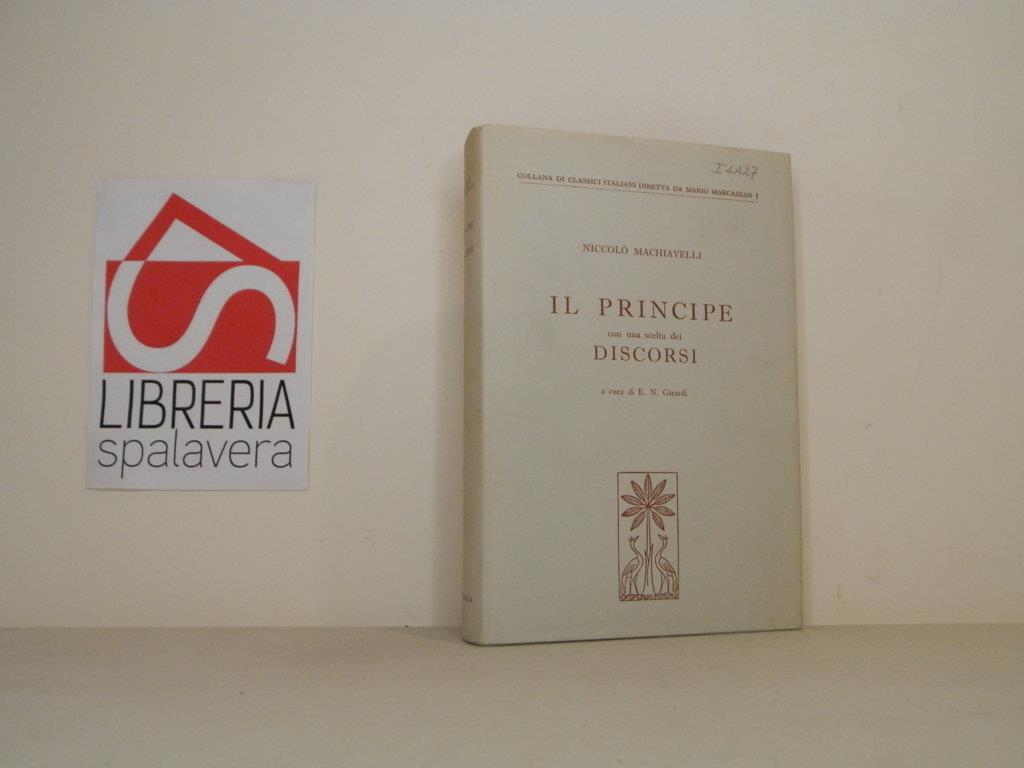 LIBRERIA
spalavera
I4A27
COLLANA DI CLASSICI ITALIANI DIRETTA DA MARIO MARCAZZAN †
NICCOLÒ MACHIAVELLI
IL PRINCIPE
con una scelta dei
DISCORSI
a cura di E. N. Girardi